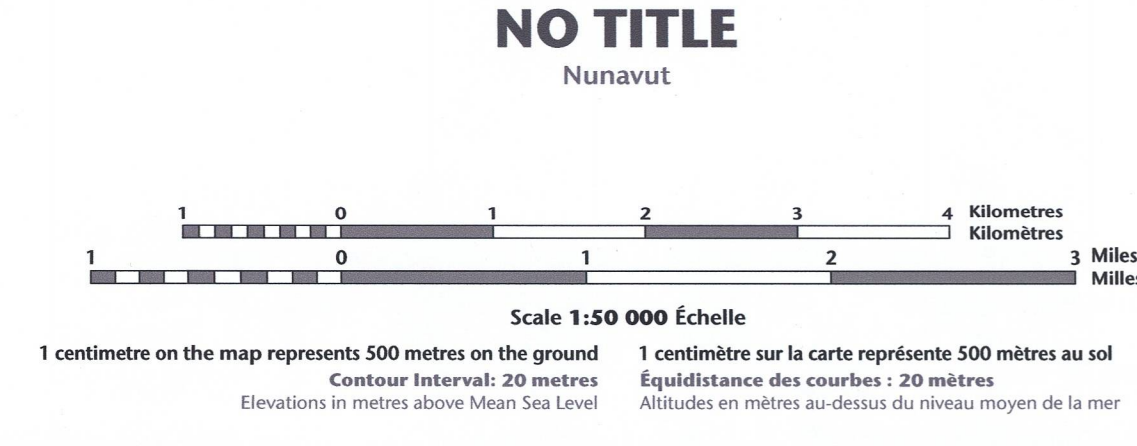 NO TITLE
Nunavut
1 0 1 2 3 4 Kilometres
Kilomètres
1 0 1 2 3 Miles
Milles
Scale 1:50 000 Échelle
1 centimetre on the map represents 500 metres on the ground
Contour Interval: 20 metres
Elevations in metres above Mean Sea Level
1 centimètre sur la carte représente 500 mètres au sol
Équidistance des courbes : 20 mètres
Altitudes en mètres au-dessus du niveau moyen de la mer